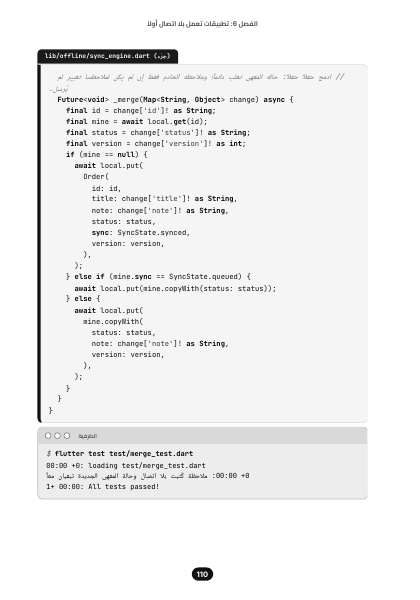 الفصل 6: تطبيقات تعمل بلا اتصال أولاً
lib/offline/sync_engine.dart (جزء)
// ادمج حقلاً حقلاً: حالة المقهى تغلب دائماً وملاحظة الخادم فقط إن لم يكن لملاحظتنا تغيير لم
يُرسل.
Future<void> _merge(Map<String, Object> change) async {
final id = change['id']! as String;
final mine = await local.get(id);
final status = change['status']! as String;
final version = change['version']! as int;
if (mine == null) {
await local.put(
Order(
id: id,
title: change['title']! as String,
note: change['note']! as String,
status: status,
sync: SyncState.synced,
version: version,
),
);
} else if (mine.sync == SyncState.queued) {
await local.put(mine.copyWith(status: status));
} else {
await local.put(
mine.copyWith(
status: status,
note: change['note']! as String,
version: version,
),
);
}
}
}
الطرفية
$ flutter test test/merge_test.dart
00:00 +0: loading test/merge_test.dart
00:00 +0: ملاحظة كُتبت بلا اتصال وحالة المقهى الجديدة تبقيان معاً
1+ 00:00: All tests passed!
110